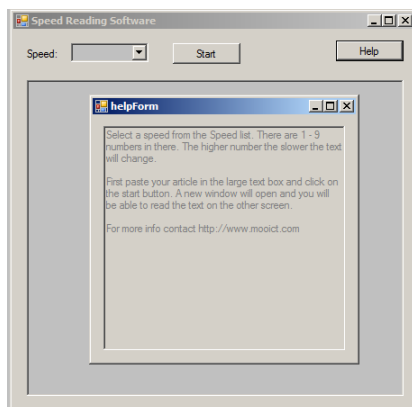 Speed Reading Software
Speed:
Start
Help
helpForm
Select a speed from the Speed list. There are 1 - 9
numbers in there. The higher number the slower the text
will change.
First paste your article in the large text box and click on
the start button. A new window will open and you will
be able to read the text on the other screen.
For more info contact http://www.mooict.com